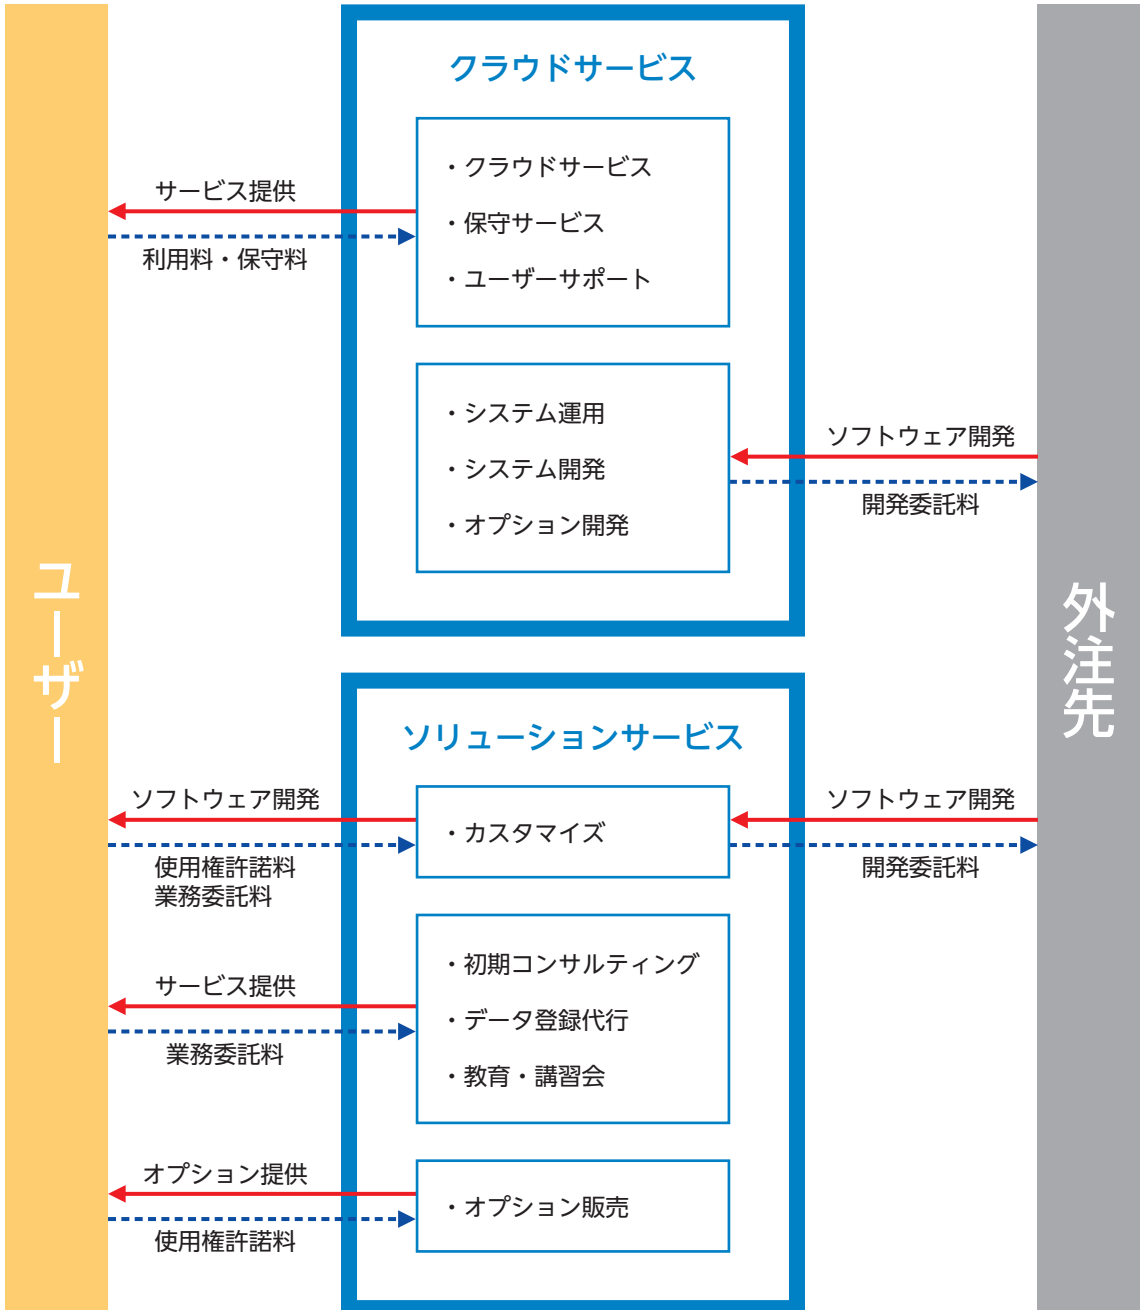 クラウドサービス
・クラウドサービス
・保守サービス
・ユーザーサポート
サービス提供
利用料・保守料
・システム運用
・システム開発
・オプション開発
ソフトウェア開発
開発委託料
ユーザー
外注先
ソリューションサービス
ソフトウェア開発
使用権許諾料
業務委託料
・カスタマイズ
ソフトウェア開発
開発委託料
サービス提供
業務委託料
・初期コンサルティング
・データ登録代行
・教育・講習会
オプション提供
使用権許諾料
・オプション販売